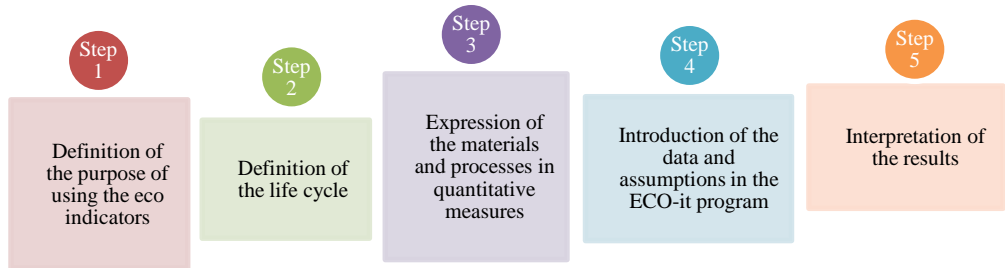 Step
1
Definition of
the purpose of
using the eco
indicators
Step
2
Definition of
the life cycle
Step
3
Expression of
the materials
and processes in
quantitative
measures
Step
4
Introduction of the
data and
assumptions in the
ECO-it program
Step
5
Interpretation of
the results